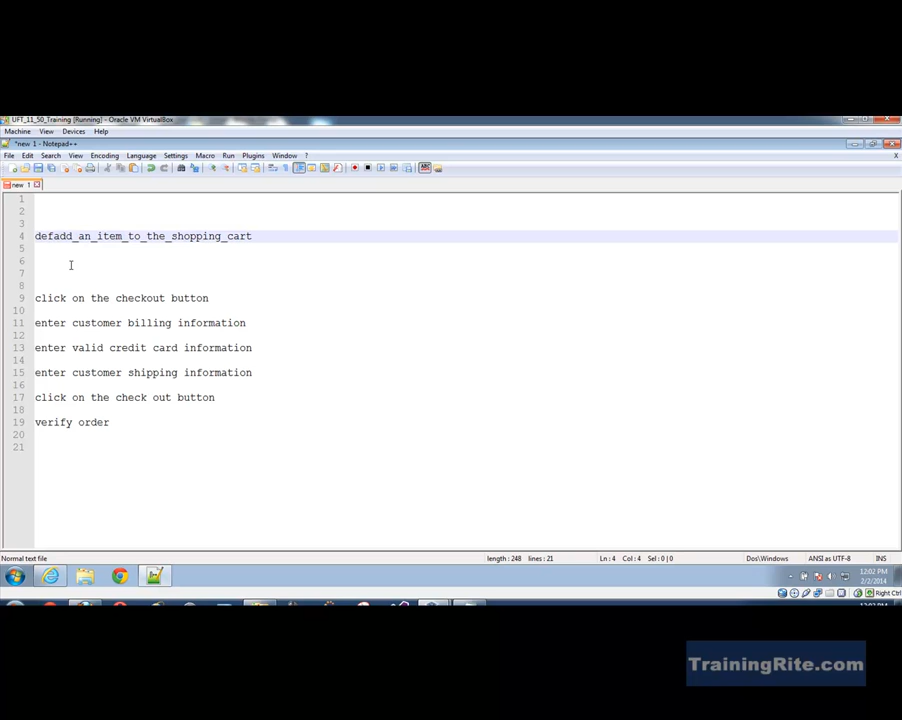 UFT_11_50_Training [Running] - Oracle VM VirtualBox
Machine View Devices Help
*new 1 - Notepad++
File Edit Search View Encoding Language Settings Macro Run Plugins Window ? X
new 1
1
2
3
4 defadd_an_item_to_the_shopping_cart
5
6
7
8
9 click on the checkout button
10
11 enter customer billing information
12
13 enter valid credit card information
14
15 enter customer shipping information
16
17 click on the check out button
18
19 verify order
20
21
Normal text file length : 248 lines : 21 Ln : 4 Col : 4 Sel : 0 | 0 Dos\Windows ANSI as UTF-8 INS
12:02 PM
2/2/2014
Right Ctrl
TrainingRite.com